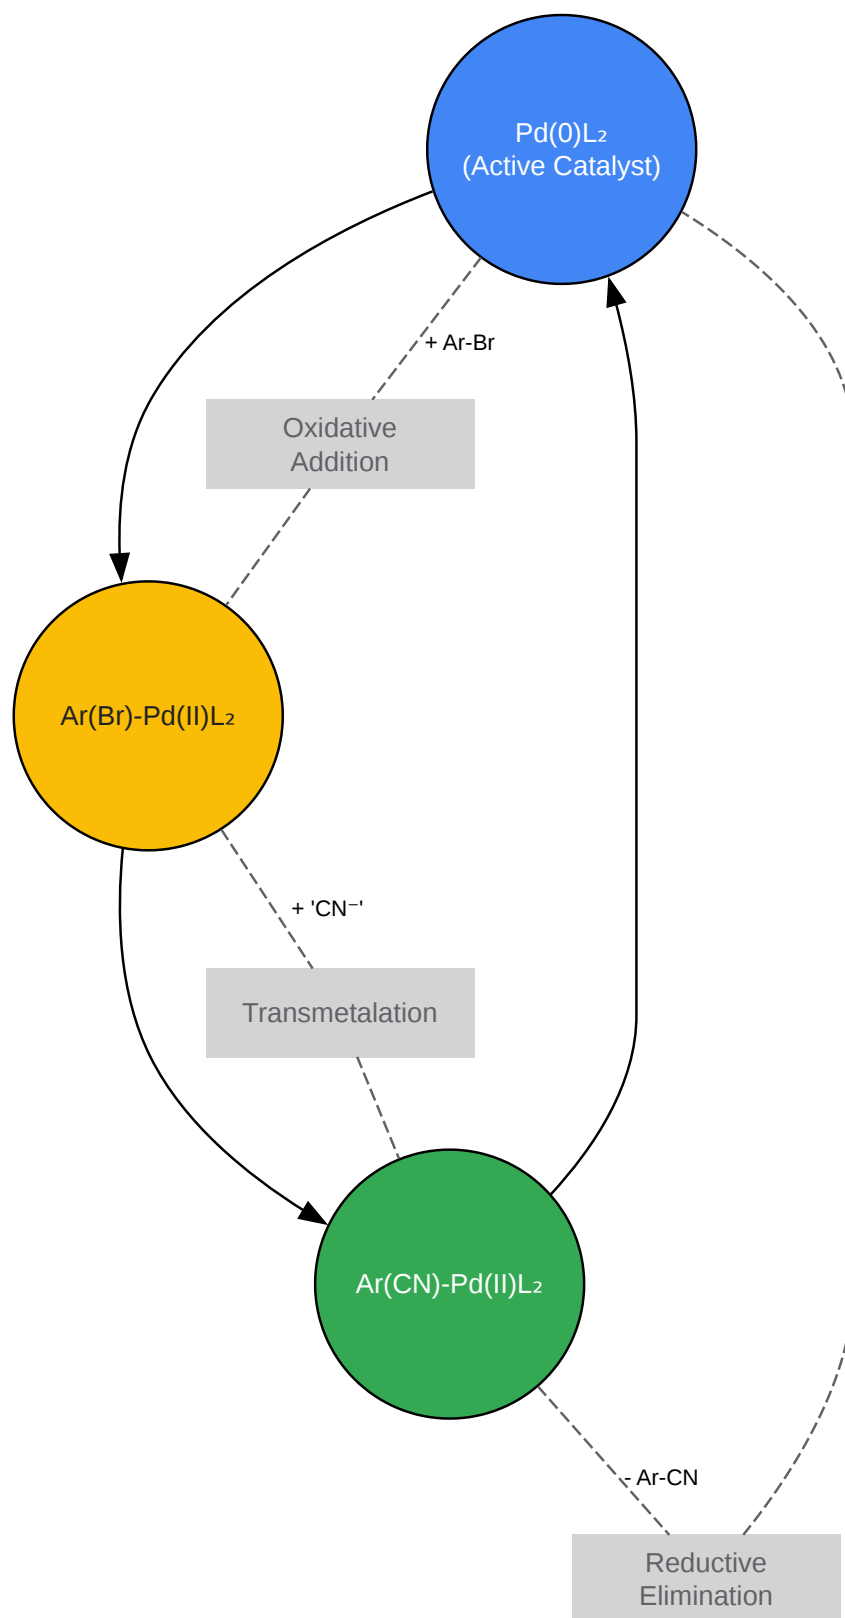 Pd(0)L₂
(Active Catalyst)
+ Ar-Br
Oxidative
Addition
Ar(Br)-Pd(II)L₂
+ 'CN⁻'
Transmetalation
Ar(CN)-Pd(II)L₂
- Ar-CN
Reductive
Elimination